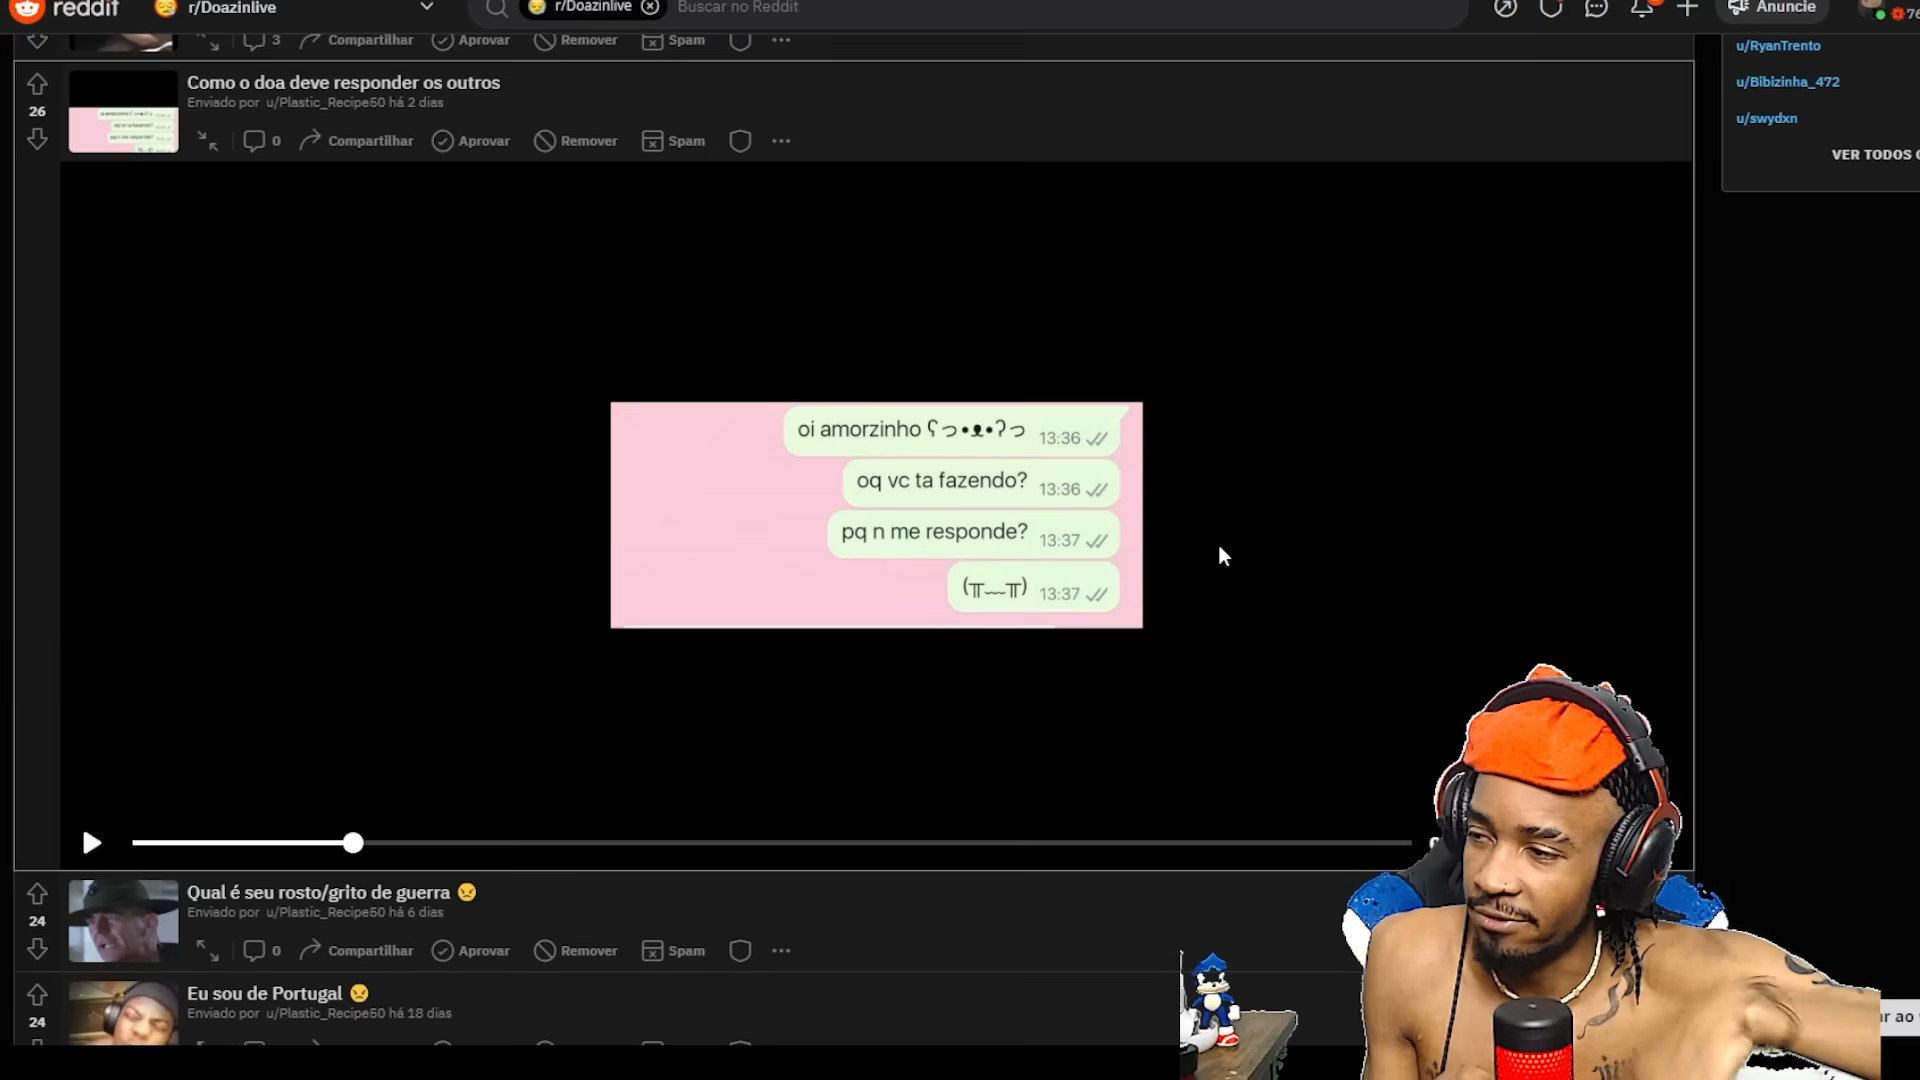 reddit
r/Doazinlive
r/Doazinlive
Buscar no Reddit
Anuncie
3 Compartilhar Aprovar Remover Spam
u/RyanTrento
u/Bibizinha_472
u/swydxn
VER TODOS
26
Como o doa deve responder os outros
Enviado por u/Plastic_Recipe50 há 2 dias
0 Compartilhar Aprovar Remover Spam
oi amorzinho ʕっ•ᴥ•ʔっ 13:36
oq vc ta fazendo? 13:36
pq n me responde? 13:37
(╥﹏╥) 13:37
24
Qual é seu rosto/grito de guerra 😠
Enviado por u/Plastic_Recipe50 há 6 dias
0 Compartilhar Aprovar Remover Spam
24
Eu sou de Portugal 😠
Enviado por u/Plastic_Recipe50 há 18 dias
ao